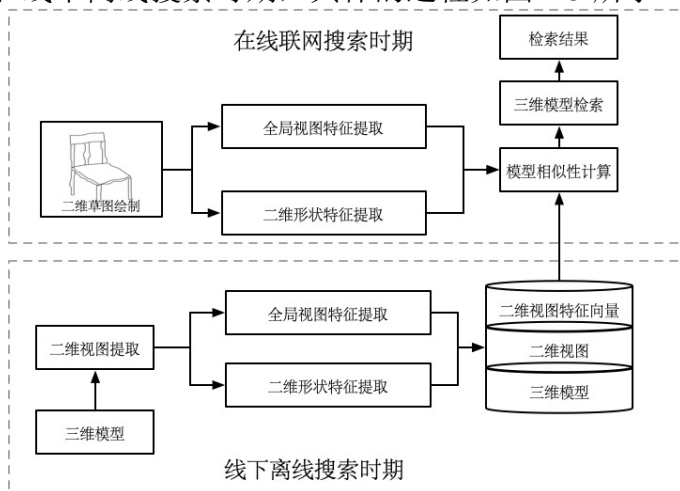 在线联网搜索时期
检索结果
三维模型检索
全局视图特征提取
模型相似性计算
二维草图绘制
二维形状特征提取
全局视图特征提取
二维视图特征向量
二维视图提取
二维视图
二维形状特征提取
三维模型
三维模型
线下离线搜索时期